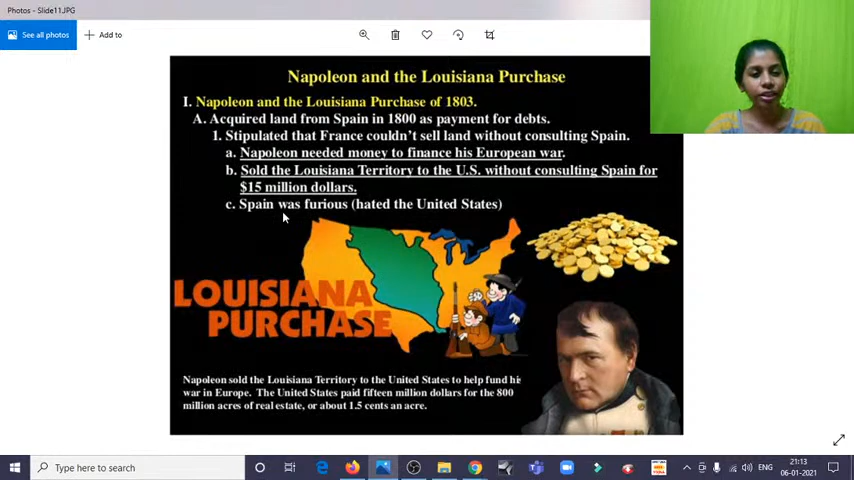 Photos - Slide11.JPG
See all photos
Add to
Napoleon and the Louisiana Purchase
I. Napoleon and the Louisiana Purchase of 1803.
A. Acquired land from Spain in 1800 as payment for debts.
1. Stipulated that France couldn't sell land without consulting Spain.
a. Napoleon needed money to finance his European war.
b. Sold the Louisiana Territory to the U.S. without consulting Spain for
$15 million dollars.
c. Spain was furious (hated the United States)
LOUISIANA
PURCHASE
Napoleon sold the Louisiana Territory to the United States to help fund his
war in Europe. The United States paid fifteen million dollars for the 800
million acres of real estate, or about 1.5 cents an acre.
Type here to search
ENG
21:13
06-01-2021